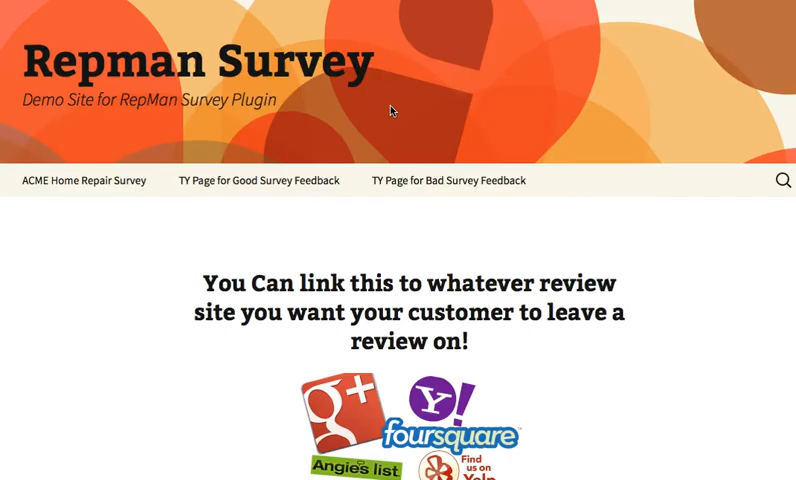 Repman Survey
Demo Site for RepMan Survey Plugin
ACME Home Repair Survey TY Page for Good Survey Feedback TY Page for Bad Survey Feedback
You Can link this to whatever review
site you want your customer to leave a
review on!
g+ Y!
foursquare
Angie's list
Find
us on
Yelp